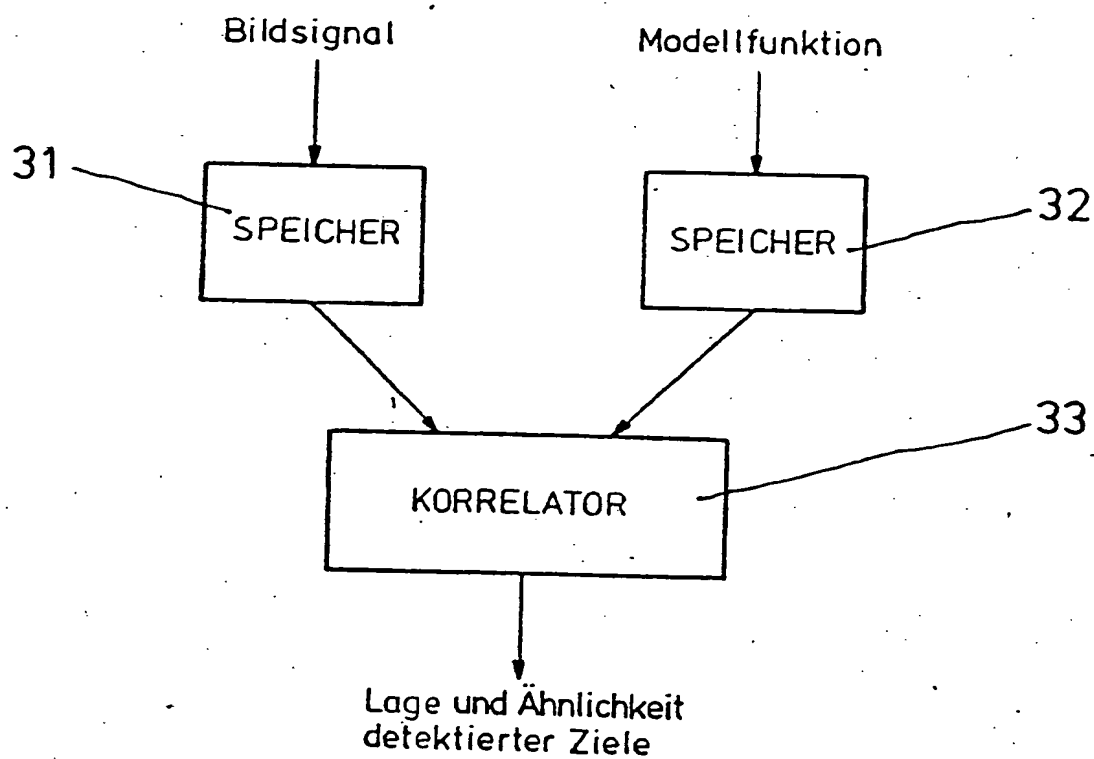 Bildsignal
Modellfunktion
31
SPEICHER
SPEICHER
32
33
KORRELATOR
Lage und Ähnlichkeit
detektierter Ziele